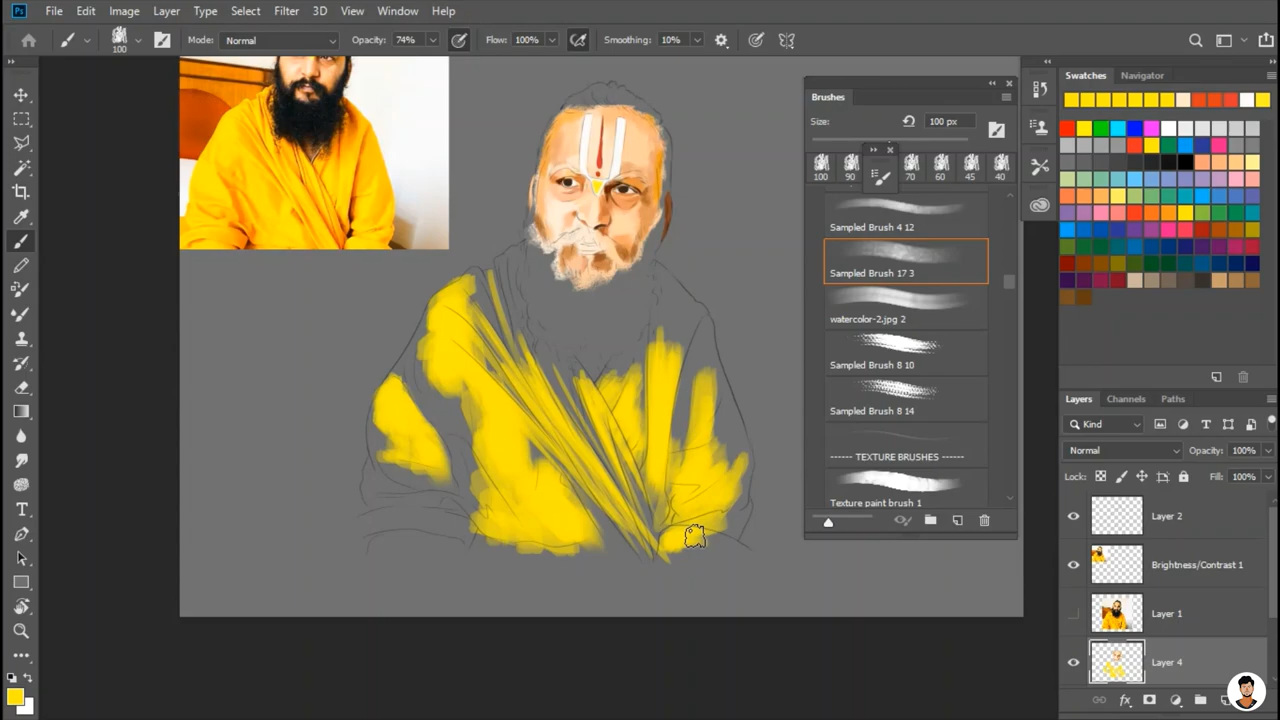 Ps File Edit Image Layer Type Select Filter 3D View Window Help
100 Mode: Normal Opacity: 74% Flow: 100% Smoothing: 10%
Brushes
Size: 100 px
100 90 70 60 45 40
Sampled Brush 4 12
Sampled Brush 17 3
watercolor-2.jpg 2
Sampled Brush 8 10
Sampled Brush 8 14
------ TEXTURE BRUSHES ------
Texture paint brush 1
Swatches Navigator
Layers Channels Paths
Kind
Normal Opacity: 100%
Lock: Fill: 100%
Layer 2
Brightness/Contrast 1
Layer 1
Layer 4
fx